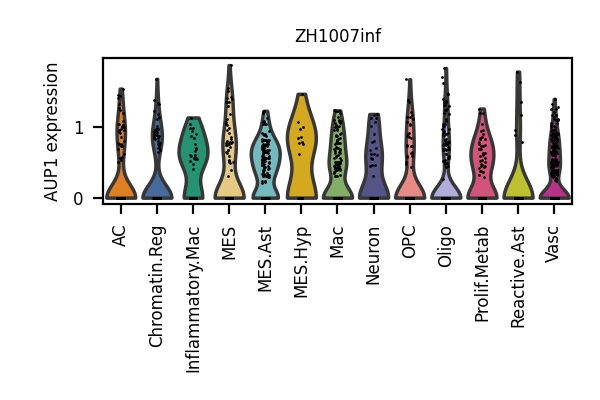 ZH1007inf
AUP1 expression
1
0
AC
Chromatin.Reg
Inflammatory.Mac
MES
MES.Ast
MES.Hyp
Mac
Neuron
OPC
Oligo
Prolif.Metab
Reactive.Ast
Vasc